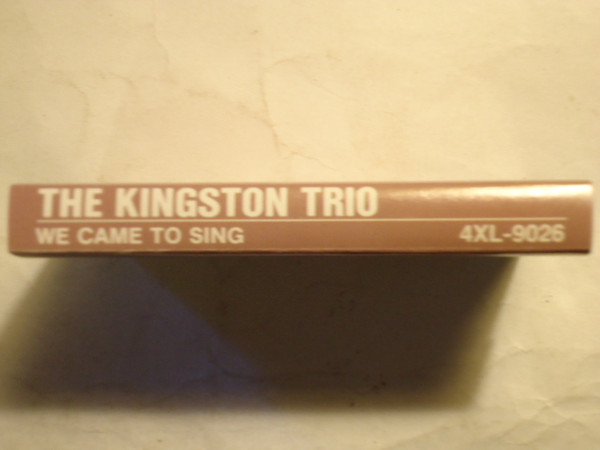 THE KINGSTON TRIO
WE CAME TO SING 4XL-9026